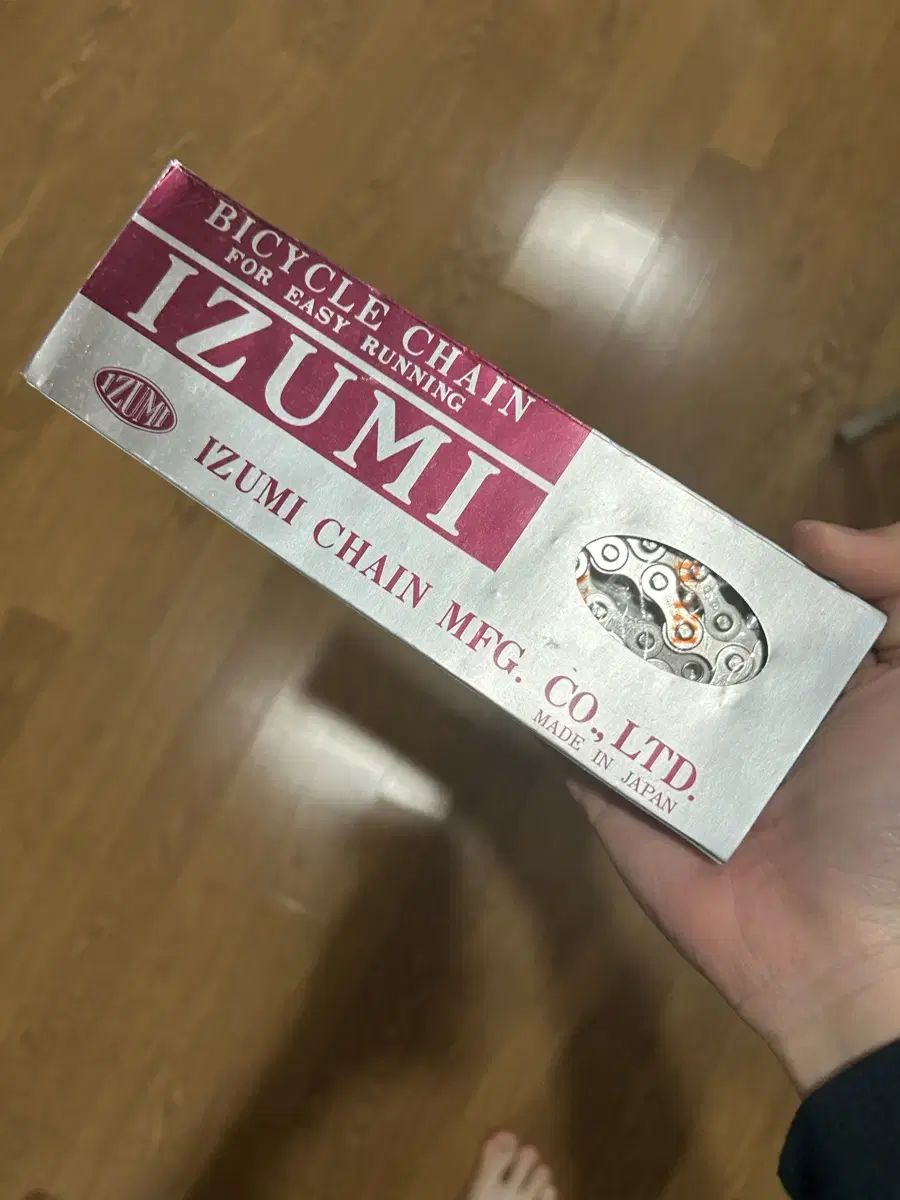 BICYCLE CHAIN
FOR EASY RUNNING
IZUMI
IZUMI
IZUMI CHAIN MFG. CO., LTD.
MADE IN JAPAN